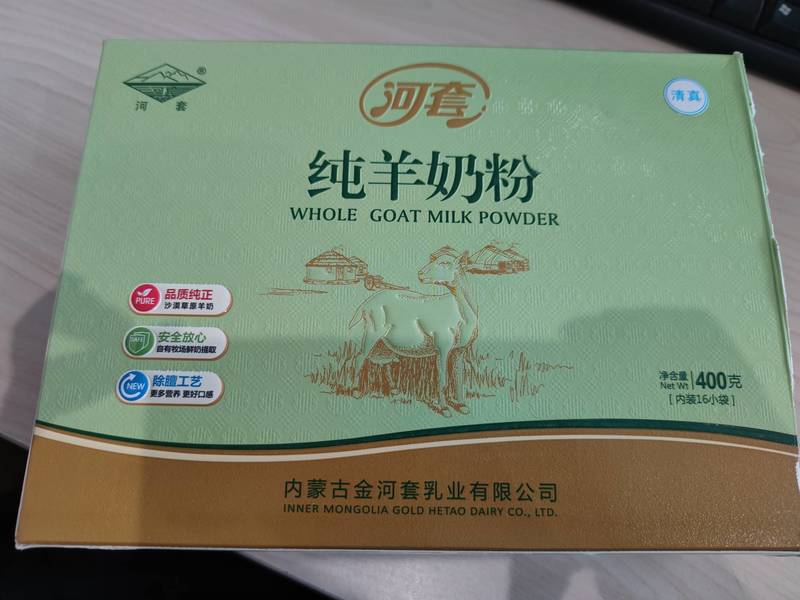 河套
®
河套
清真
纯羊奶粉
WHOLE GOAT MILK POWDER
PURE
品质纯正
沙漠草原羊奶
SAFE
安全放心
自有牧场鲜奶提取
NEW
除膻工艺
更多营养 更好口感
净含量
Net Wt
400克
[内装16小袋]
内蒙古金河套乳业有限公司
INNER MONGOLIA GOLD HETAO DAIRY CO., LTD.